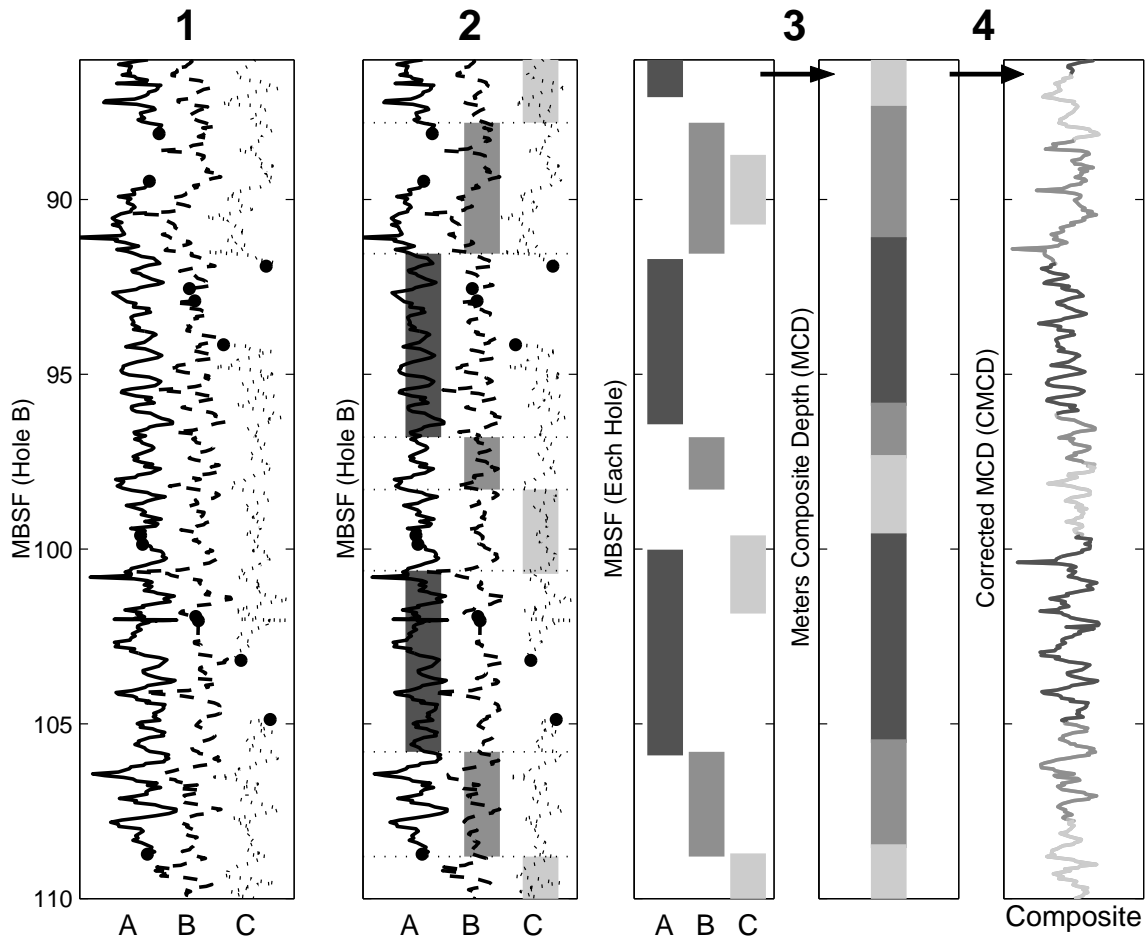 1 2 3 4
MBSF (Hole B)
90
95
100
105
110
A B C
MBSF (Hole B)
A B C
MBSF (Each Hole)
A B C
Meters Composite Depth (MCD)
Corrected MCD (CMCD)
Composite